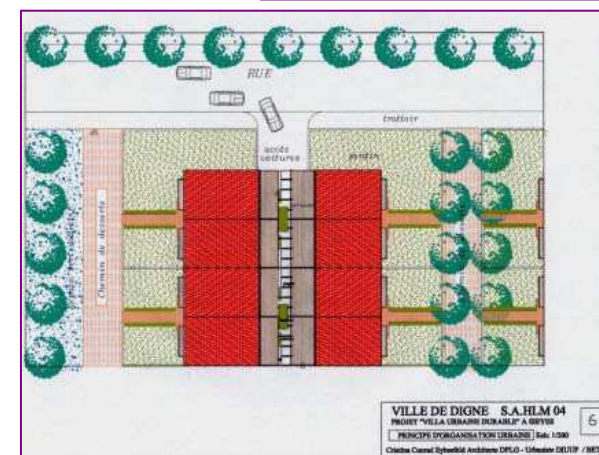 RUE
trottoir
accès
voitures
jardin
Chemin de desserte
VILLE DE DIGNE S.A.HLM 04
PROJET "VILLA URBAINE DURABLE" A GEYSS
PRINCIPE D'ORGANISATION URBAINE
6